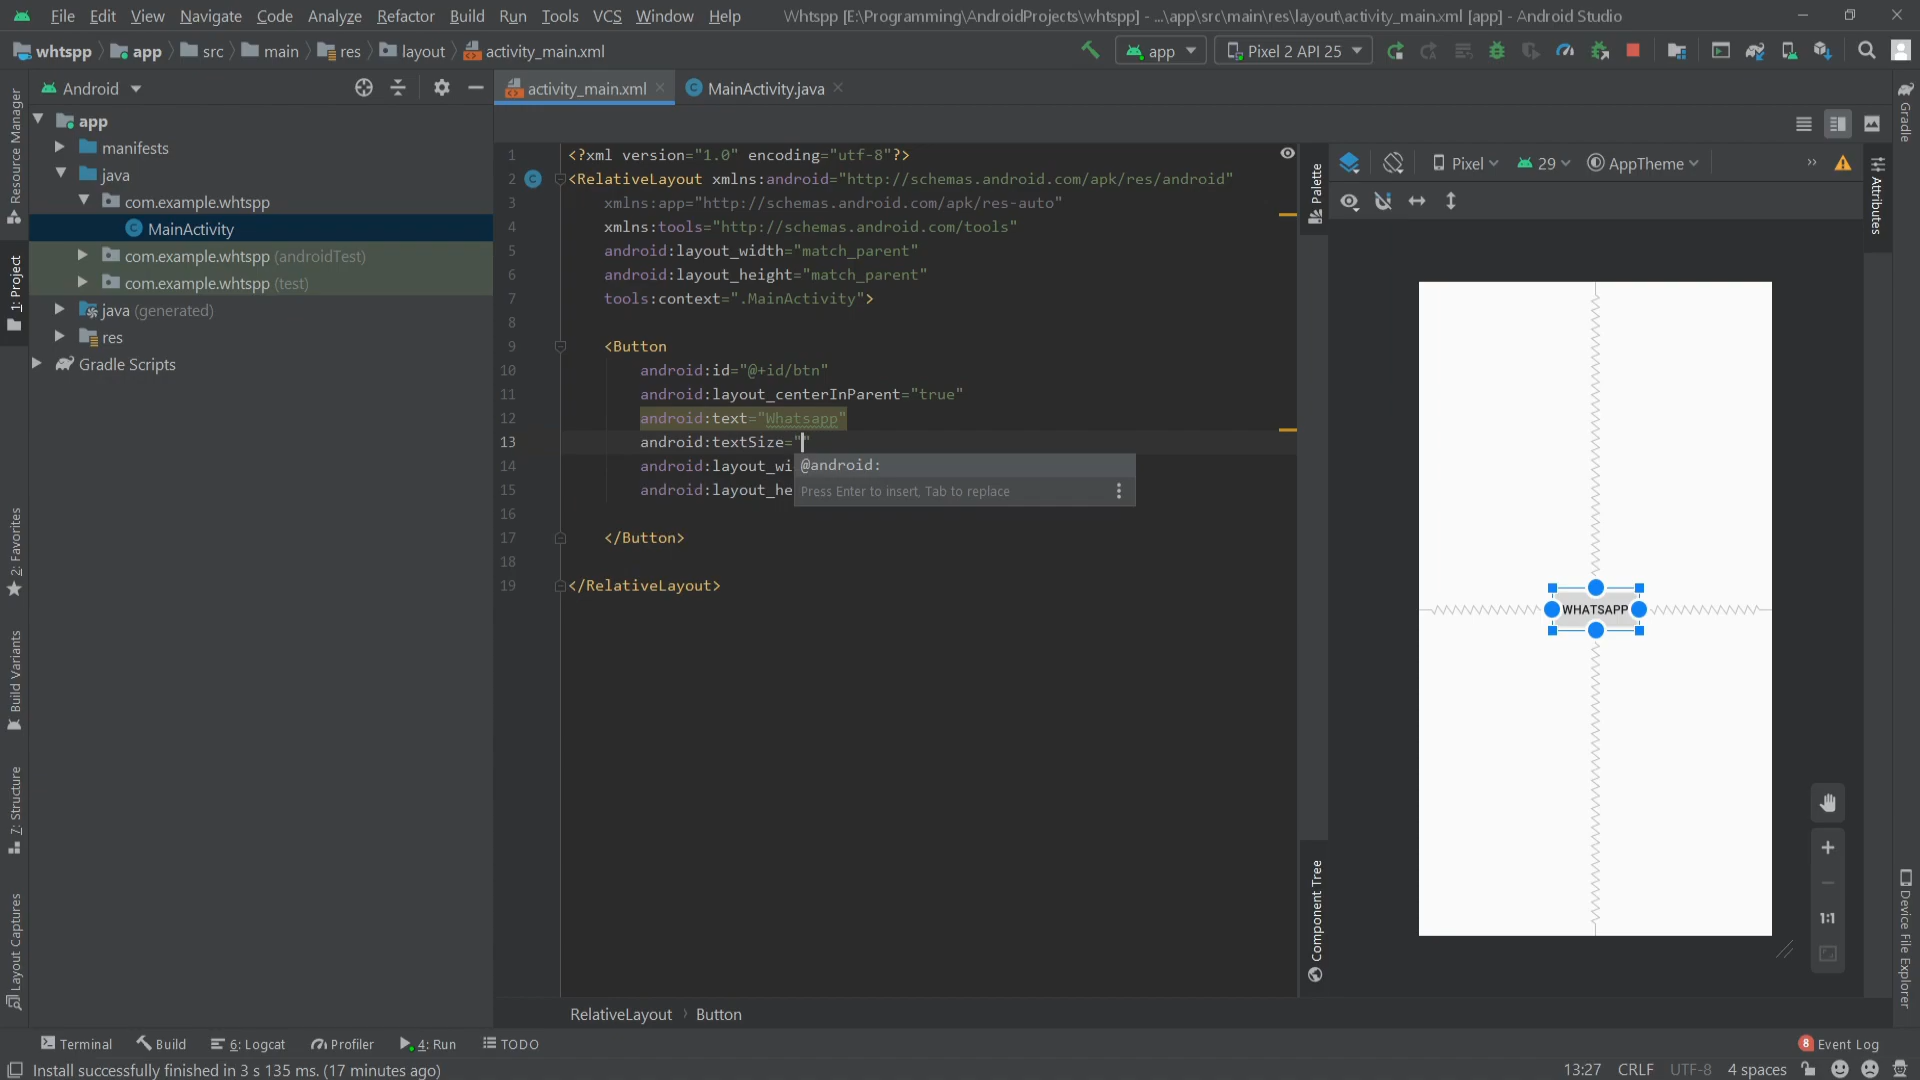 File Edit View Navigate Code Analyze Refactor Build Run Tools VCS Window Help Whtspp [E:\Programming\AndroidProjects\whtspp] - ...\app\src\main\res\layout\activity_main.xml [app] - Android Studio
whtspp app src main res layout activity_main.xml app Pixel 2 API 25
Android activity_main.xml MainActivity.java
app
manifests
java
com.example.whtspp
MainActivity
com.example.whtspp (androidTest)
com.example.whtspp (test)
java (generated)
res
Gradle Scripts
Resource Manager
1: Project
2: Favorites
Build Variants
7: Structure
Layout Captures
1 <?xml version="1.0" encoding="utf-8"?>
2 <RelativeLayout xmlns:android="http://schemas.android.com/apk/res/android"
3 xmlns:app="http://schemas.android.com/apk/res-auto"
4 xmlns:tools="http://schemas.android.com/tools"
5 android:layout_width="match_parent"
6 android:layout_height="match_parent"
7 tools:context=".MainActivity">
8
9 <Button
10 android:id="@+id/btn"
11 android:layout_centerInParent="true"
12 android:text="Whatsapp"
13 android:textSize=""
14 android:layout_wi
15 android:layout_he
16
17 </Button>
18
19 </RelativeLayout>
@android:
Press Enter to insert, Tab to replace
Palette
Component Tree
Pixel 29 AppTheme
WHATSAPP
1:1
Attributes
Gradle
Device File Explorer
RelativeLayout Button
Terminal Build 6: Logcat Profiler 4: Run TODO 8 Event Log
Install successfully finished in 3 s 135 ms. (17 minutes ago) 13:27 CRLF UTF-8 4 spaces